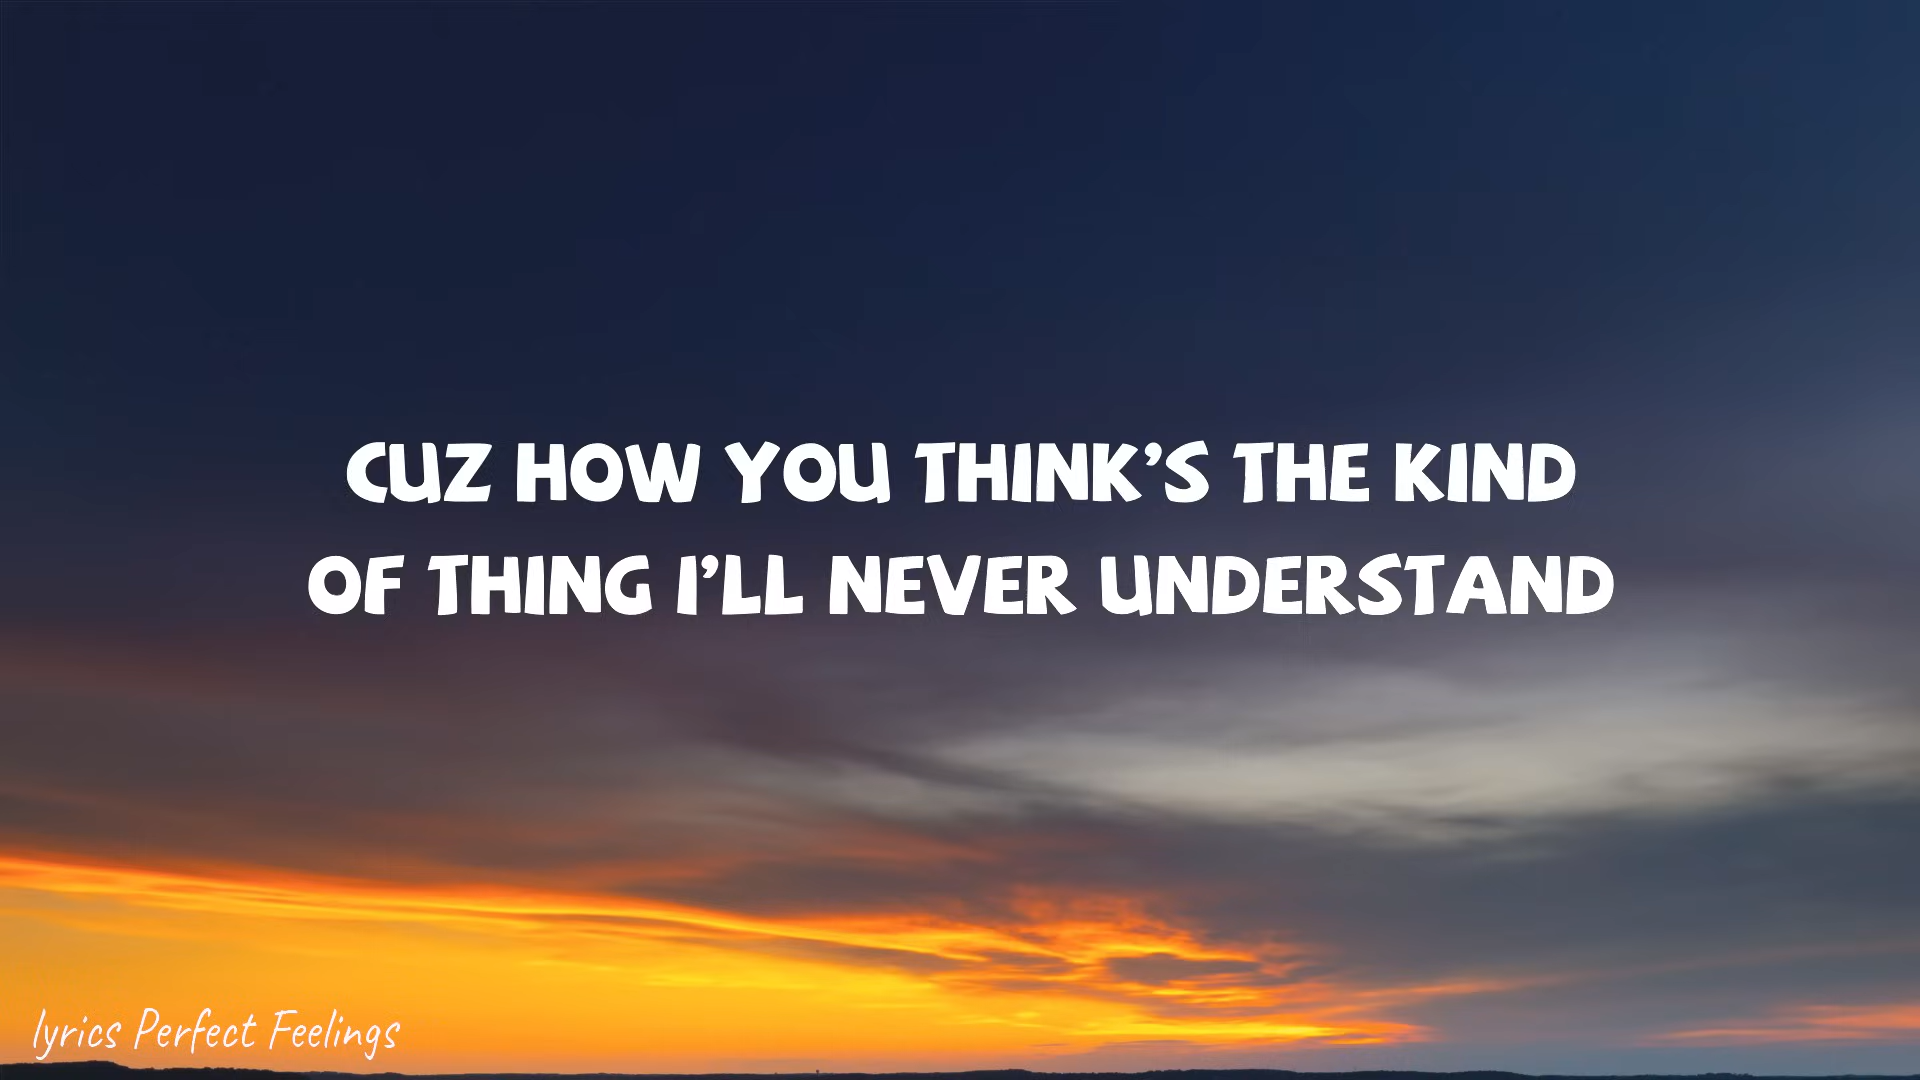 CUZ HOW YOU THINK'S THE KIND
OF THING I'LL NEVER UNDERSTAND
lyrics Perfect Feelings